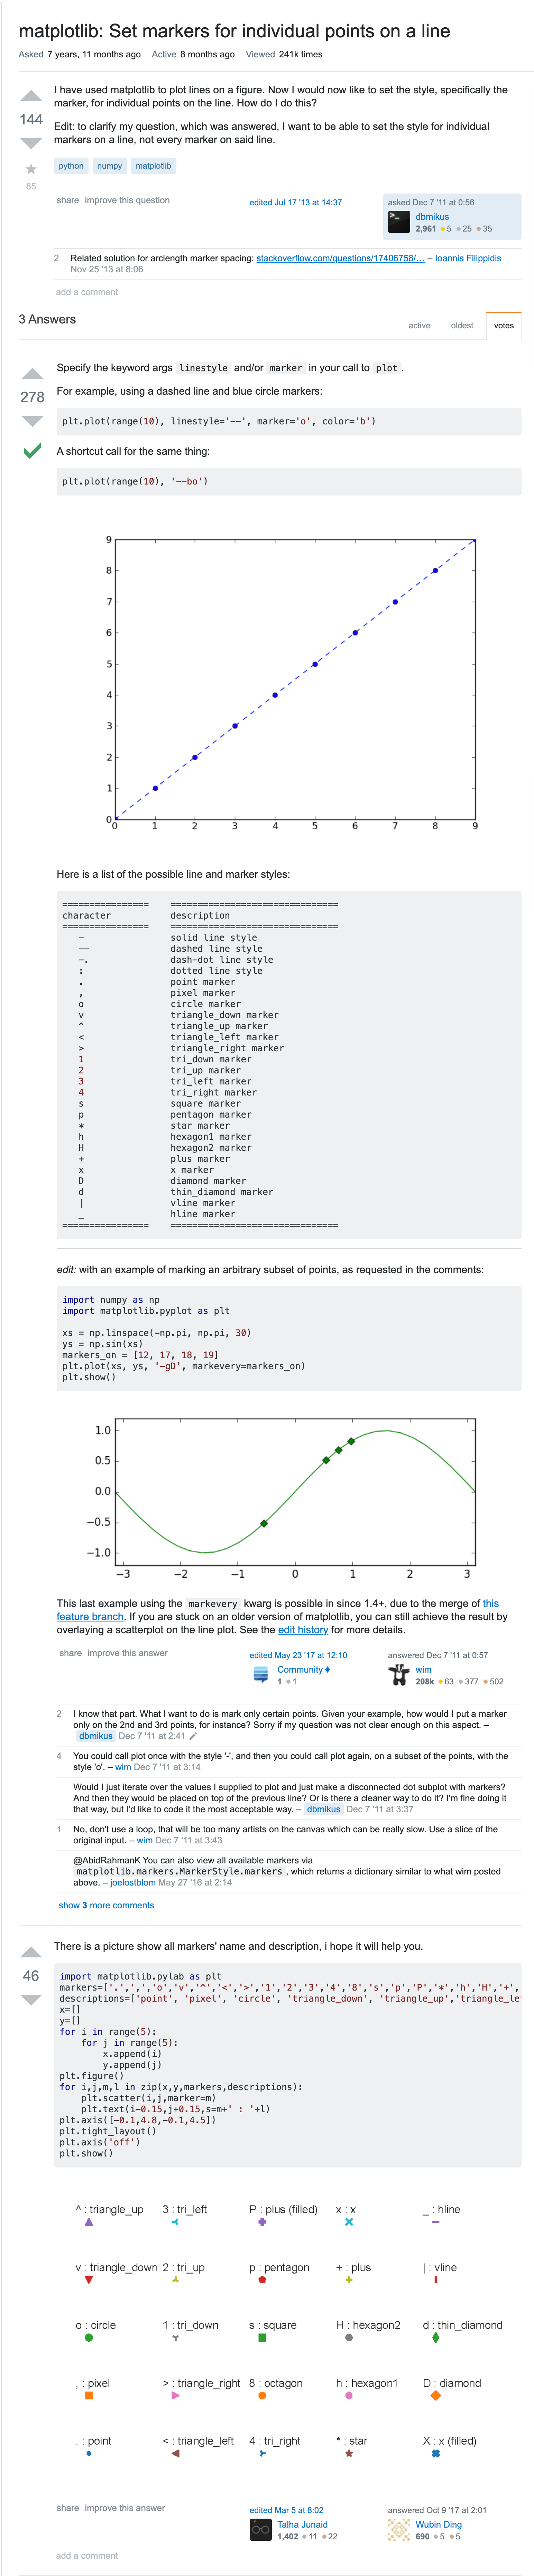 matplotlib: Set markers for individual points on a line
Asked 7 years, 11 months ago Active 8 months ago Viewed 241k times
I have used matplotlib to plot lines on a figure. Now I would now like to set the style, specifically the
marker, for individual points on the line. How do I do this?
144
Edit: to clarify my question, which was answered, I want to be able to set the style for individual
markers on a line, not every marker on said line.
python numpy matplotlib
85
share improve this question
edited Jul 17 '13 at 14:37
asked Dec 7 '11 at 0:56
dbmikus
2,961 5 25 35
2 Related solution for arclength marker spacing: stackoverflow.com/questions/17406758/… – Ioannis Filippidis
Nov 25 '13 at 8:06
add a comment
3 Answers
active oldest votes
Specify the keyword args linestyle and/or marker in your call to plot.
278
For example, using a dashed line and blue circle markers:
plt.plot(range(10), linestyle='--', marker='o', color='b')
A shortcut call for the same thing:
plt.plot(range(10), '--bo')
9
8
7
6
5
4
3
2
1
0
0 1 2 3 4 5 6 7 8 9
Here is a list of the possible line and marker styles:
================ ===============================
character description
================ ===============================
- solid line style
-- dashed line style
-. dash-dot line style
: dotted line style
. point marker
, pixel marker
o circle marker
v triangle_down marker
^ triangle_up marker
< triangle_left marker
> triangle_right marker
1 tri_down marker
2 tri_up marker
3 tri_left marker
4 tri_right marker
s square marker
p pentagon marker
* star marker
h hexagon1 marker
H hexagon2 marker
+ plus marker
x x marker
D diamond marker
d thin_diamond marker
| vline marker
_ hline marker
================ ===============================
edit: with an example of marking an arbitrary subset of points, as requested in the comments:
import numpy as np
import matplotlib.pyplot as plt
xs = np.linspace(-np.pi, np.pi, 30)
ys = np.sin(xs)
markers_on = [12, 17, 18, 19]
plt.plot(xs, ys, '-gD', markevery=markers_on)
plt.show()
1.0
0.5
0.0
−0.5
−1.0
−3 −2 −1 0 1 2 3
This last example using the markevery kwarg is possible in since 1.4+, due to the merge of this
feature branch. If you are stuck on an older version of matplotlib, you can still achieve the result by
overlaying a scatterplot on the line plot. See the edit history for more details.
share improve this answer
edited May 23 '17 at 12:10
Community ♦
1 1
answered Dec 7 '11 at 0:57
wim
208k 63 377 502
2 I know that part. What I want to do is mark only certain points. Given your example, how would I put a marker
only on the 2nd and 3rd points, for instance? Sorry if my question was not clear enough on this aspect. –
dbmikus Dec 7 '11 at 2:41
4 You could call plot once with the style '-', and then you could call plot again, on a subset of the points, with the
style 'o'. – wim Dec 7 '11 at 3:14
Would I just iterate over the values I supplied to plot and just make a disconnected dot subplot with markers?
And then they would be placed on top of the previous line? Or is there a cleaner way to do it? I'm fine doing it
that way, but I'd like to code it the most acceptable way. – dbmikus Dec 7 '11 at 3:37
1 No, don't use a loop, that will be too many artists on the canvas which can be really slow. Use a slice of the
original input. – wim Dec 7 '11 at 3:43
@AbidRahmanK You can also view all available markers via
matplotlib.markers.MarkerStyle.markers, which returns a dictionary similar to what wim posted
above. – joelostblom May 27 '16 at 2:14
show 3 more comments
There is a picture show all markers' name and description, i hope it will help you.
46
import matplotlib.pylab as plt
markers=['.',',','o','v','^','<','>','1','2','3','4','8','s','p','P','*','h','H','+',
descriptions=['point', 'pixel', 'circle', 'triangle_down', 'triangle_up','triangle_le
x=[]
y=[]
for i in range(5):
for j in range(5):
x.append(i)
y.append(j)
plt.figure()
for i,j,m,l in zip(x,y,markers,descriptions):
plt.scatter(i,j,marker=m)
plt.text(i-0.15,j+0.15,s=m+' : '+l)
plt.axis([-0.1,4.8,-0.1,4.5])
plt.tight_layout()
plt.axis('off')
plt.show()
^ : triangle_up 3 : tri_left P : plus (filled) x : x _ : hline
v : triangle_down 2 : tri_up p : pentagon + : plus | : vline
o : circle 1 : tri_down s : square H : hexagon2 d : thin_diamond
, : pixel > : triangle_right 8 : octagon h : hexagon1 D : diamond
. : point < : triangle_left 4 : tri_right * : star X : x (filled)
share improve this answer
edited Mar 5 at 8:02
Talha Junaid
1,402 11 22
answered Oct 9 '17 at 2:01
Wubin Ding
690 5 5
add a comment